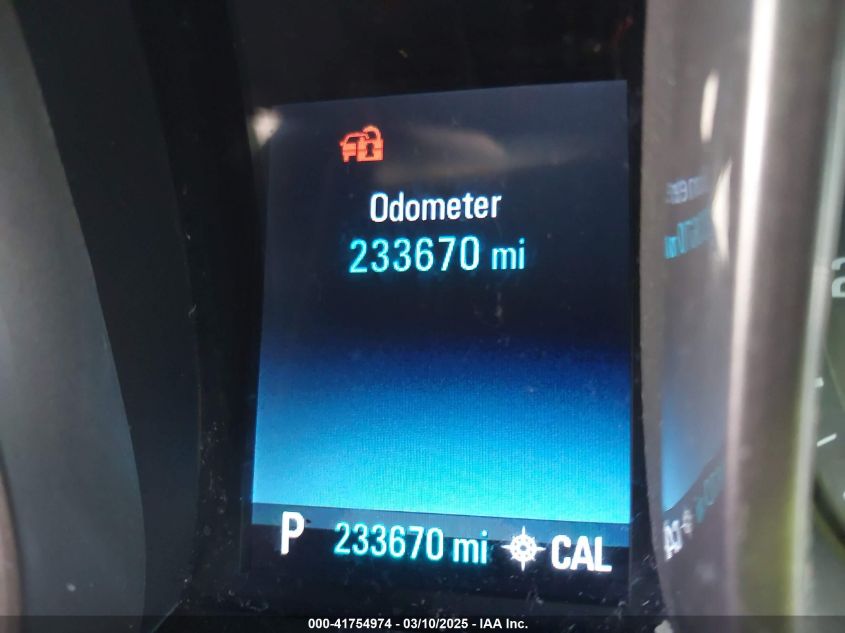 Odometer
233670 mi
P 233670 mi CAL
000-41754974 - 03/10/2025 - IAA Inc.